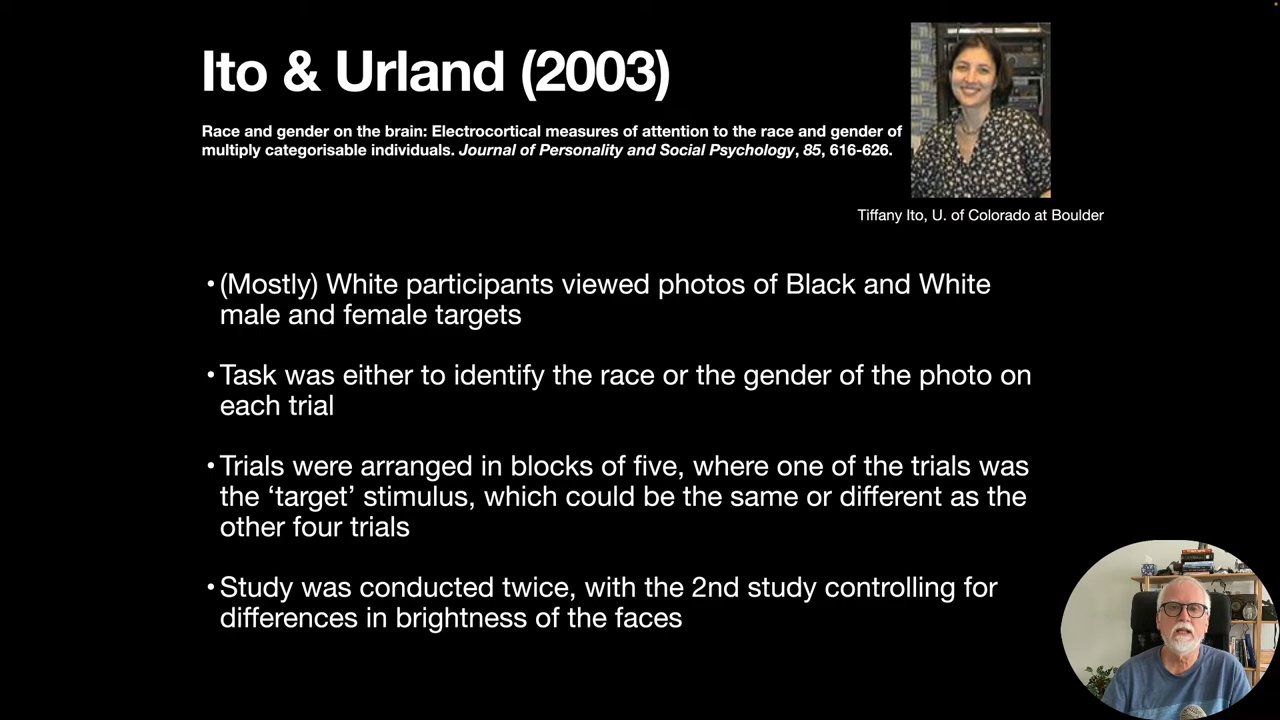 Ito & Urland (2003)
Race and gender on the brain: Electrocortical measures of attention to the race and gender of
multiply categorisable individuals. Journal of Personality and Social Psychology, 85, 616-626.
Tiffany Ito, U. of Colorado at Boulder
• (Mostly) White participants viewed photos of Black and White
male and female targets
• Task was either to identify the race or the gender of the photo on
each trial
• Trials were arranged in blocks of five, where one of the trials was
the ‘target’ stimulus, which could be the same or different as the
other four trials
• Study was conducted twice, with the 2nd study controlling for
differences in brightness of the faces